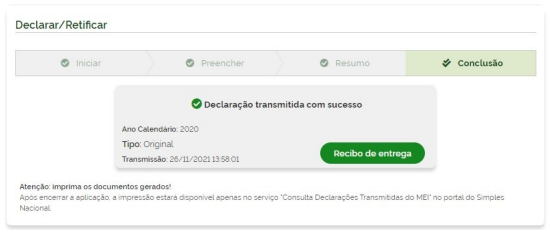 Declarar/Retificar
Iniciar Preencher Resumo Conclusão
Declaração transmitida com sucesso
Ano Calendário: 2020
Tipo: Original
Transmissão: 26/11/2021 13:58:01
Recibo de entrega
Atenção: imprima os documentos gerados!
Após encerrar a aplicação, a impressão estará disponível apenas no serviço "Consulta Declarações Transmitidas do MEI" no portal do Simples
Nacional.